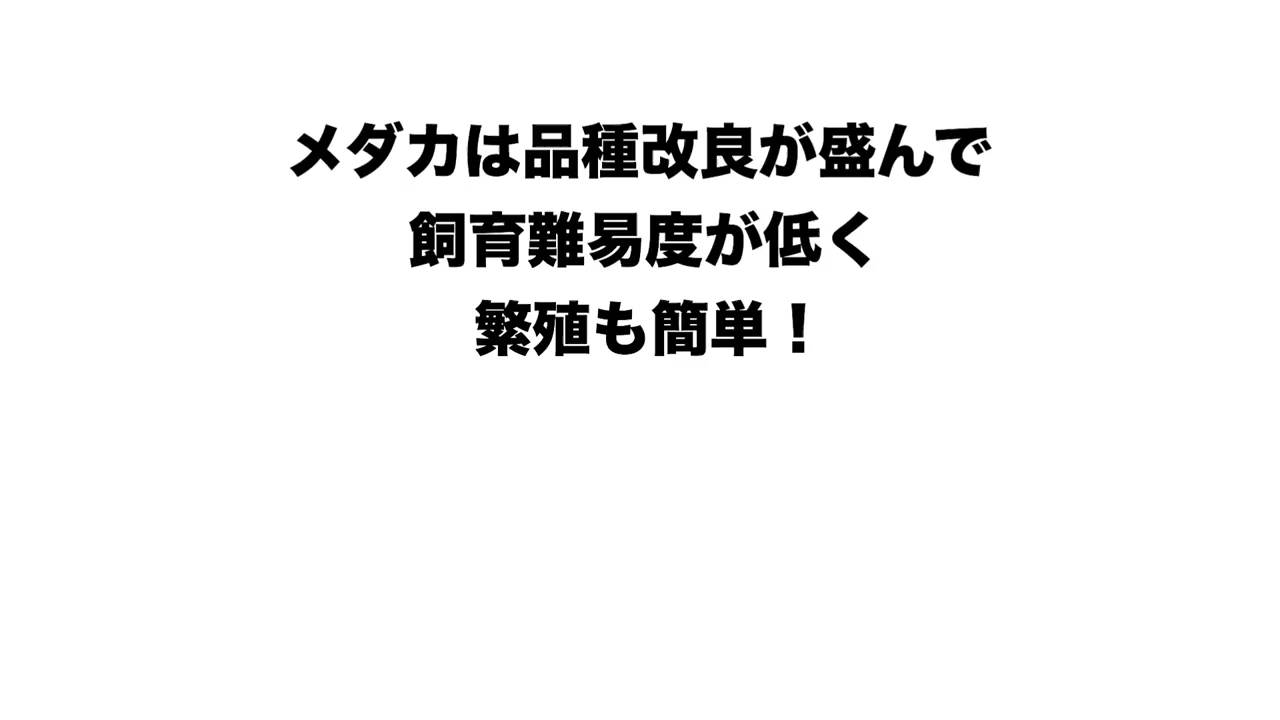 メダカは品種改良が盛んで
飼育難易度が低く
繁殖も簡単！